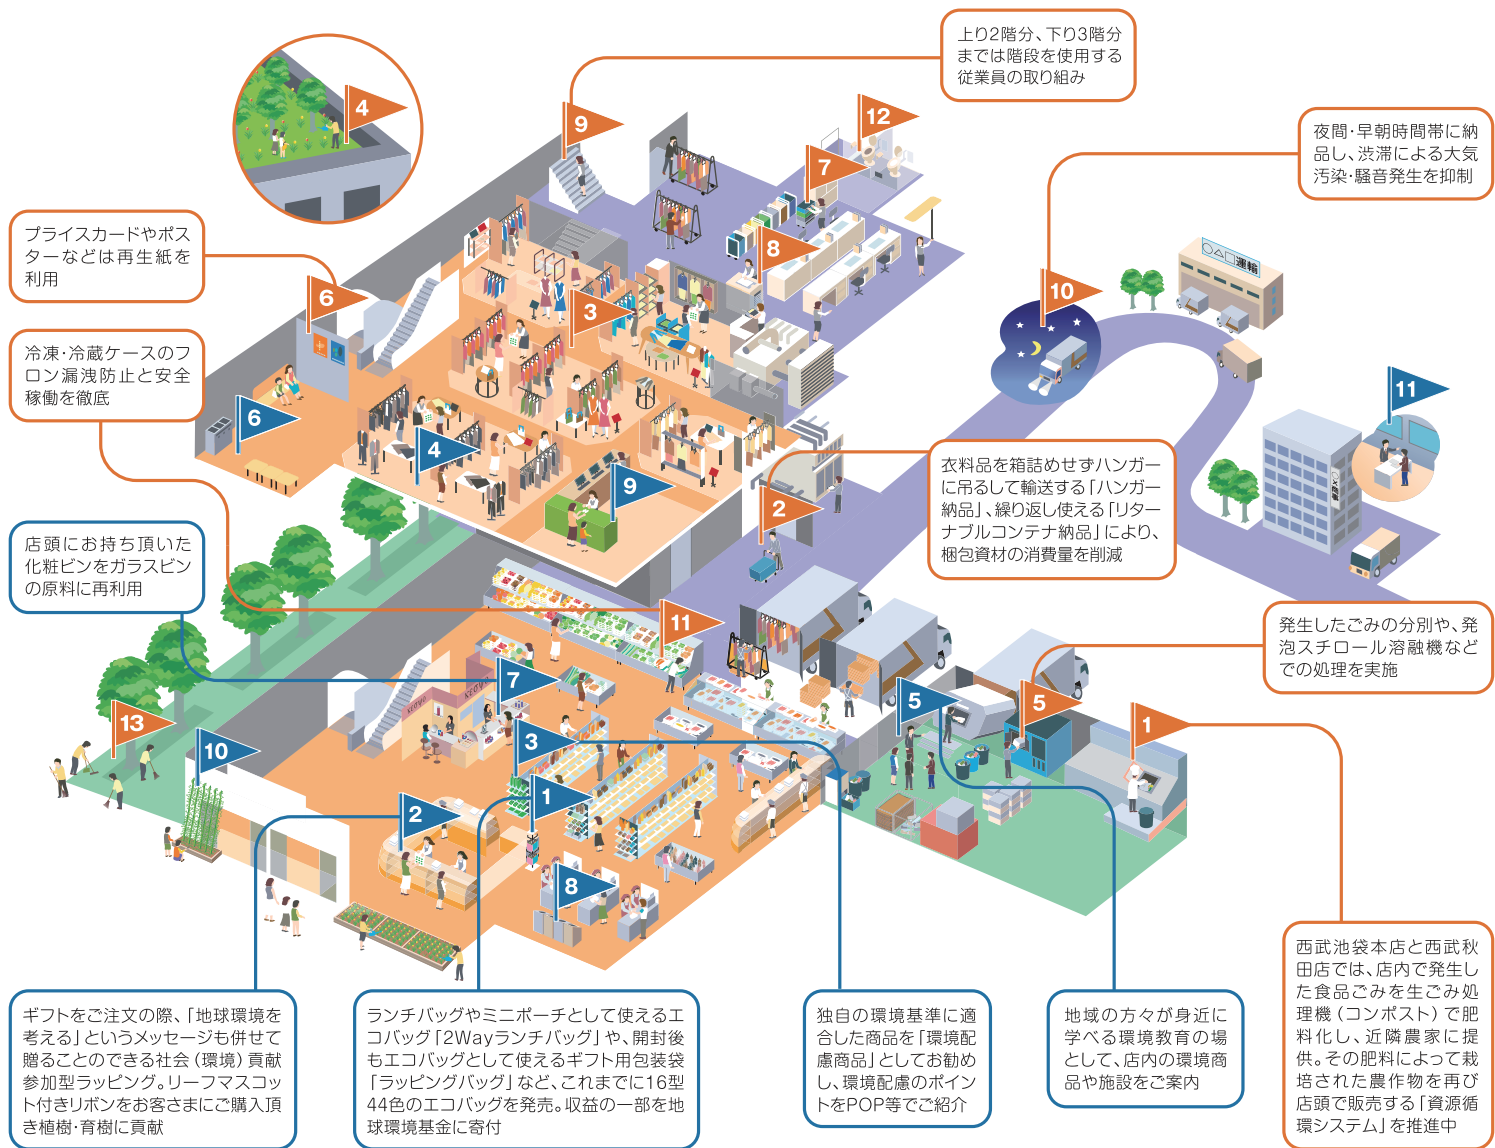 上り2階分、下り3階分
までは階段を使用する
従業員の取り組み
夜間・早朝時間帯に納
品し、渋滞による大気
汚染・騒音発生を抑制
プライスカードやポス
ターなどは再生紙を
利用
冷凍・冷蔵ケースのフ
ロン漏洩防止と安全
稼働を徹底
店頭にお持ち頂いた
化粧ビンをガラスビン
の原料に再利用
衣料品を箱詰めせずハンガー
に吊るして輸送する「ハンガー
納品」、繰り返し使える「リター
ナブルコンテナ納品」により、
梱包資材の消費量を削減
発生したごみの分別や、発
泡スチロール溶融機など
での処理を実施
4
9
12
7
8
3
6
6
4
9
10
〇△□運輸
11
2
11
7
13
10
3
1
2
8
5
5
1
ギフトをご注文の際、「地球環境を
考える」というメッセージも併せて
贈ることのできる社会(環境)貢献
参加型ラッピング。リーフマスコッ
ト付きリボンをお客さまにご購入頂
き植樹・育樹に貢献
ランチバッグやミニポーチとして使えるエ
コバッグ「2Wayランチバッグ」や、開封後
もエコバッグとして使えるギフト用包装袋
「ラッピングバッグ」など、これまでに16型
44色のエコバッグを発売。収益の一部を地
球環境基金に寄付
独自の環境基準に適
合した商品を「環境配
慮商品」としてお勧め
し、環境配慮のポイン
トをPOP等でご紹介
地域の方々が身近に
学べる環境教育の場
として、店内の環境商
品や施設をご案内
西武池袋本店と西武秋
田店では、店内で発生し
た食品ごみを生ごみ処
理機(コンポスト)で肥
料化し、近隣農家に提
供。その肥料によって栽
培された農作物を再び
店頭で販売する「資源循
環システム」を推進中